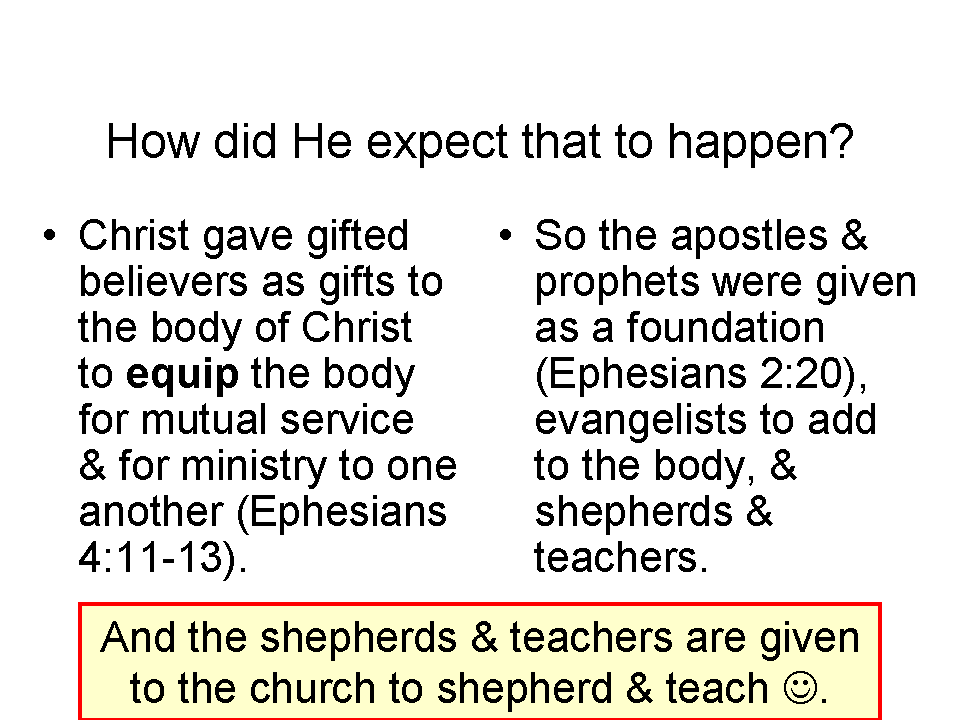 How did He expect that to happen?
• Christ gave gifted
believers as gifts to
the body of Christ
to equip the body
for mutual service
& for ministry to one
another (Ephesians
4:11-13).
• So the apostles &
prophets were given
as a foundation
(Ephesians 2:20),
evangelists to add
to the body, &
shepherds &
teachers.
And the shepherds & teachers are given
to the church to shepherd & teach ☺.